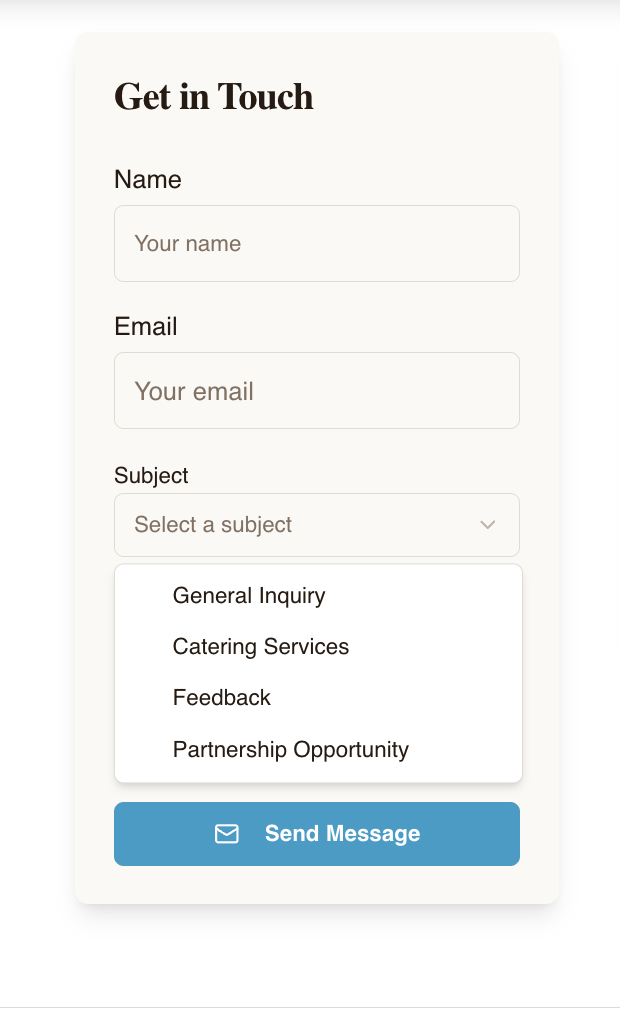 Get in Touch
Name
Your name
Email
Your email
Subject
Select a subject
General Inquiry
Catering Services
Feedback
Partnership Opportunity
Send Message